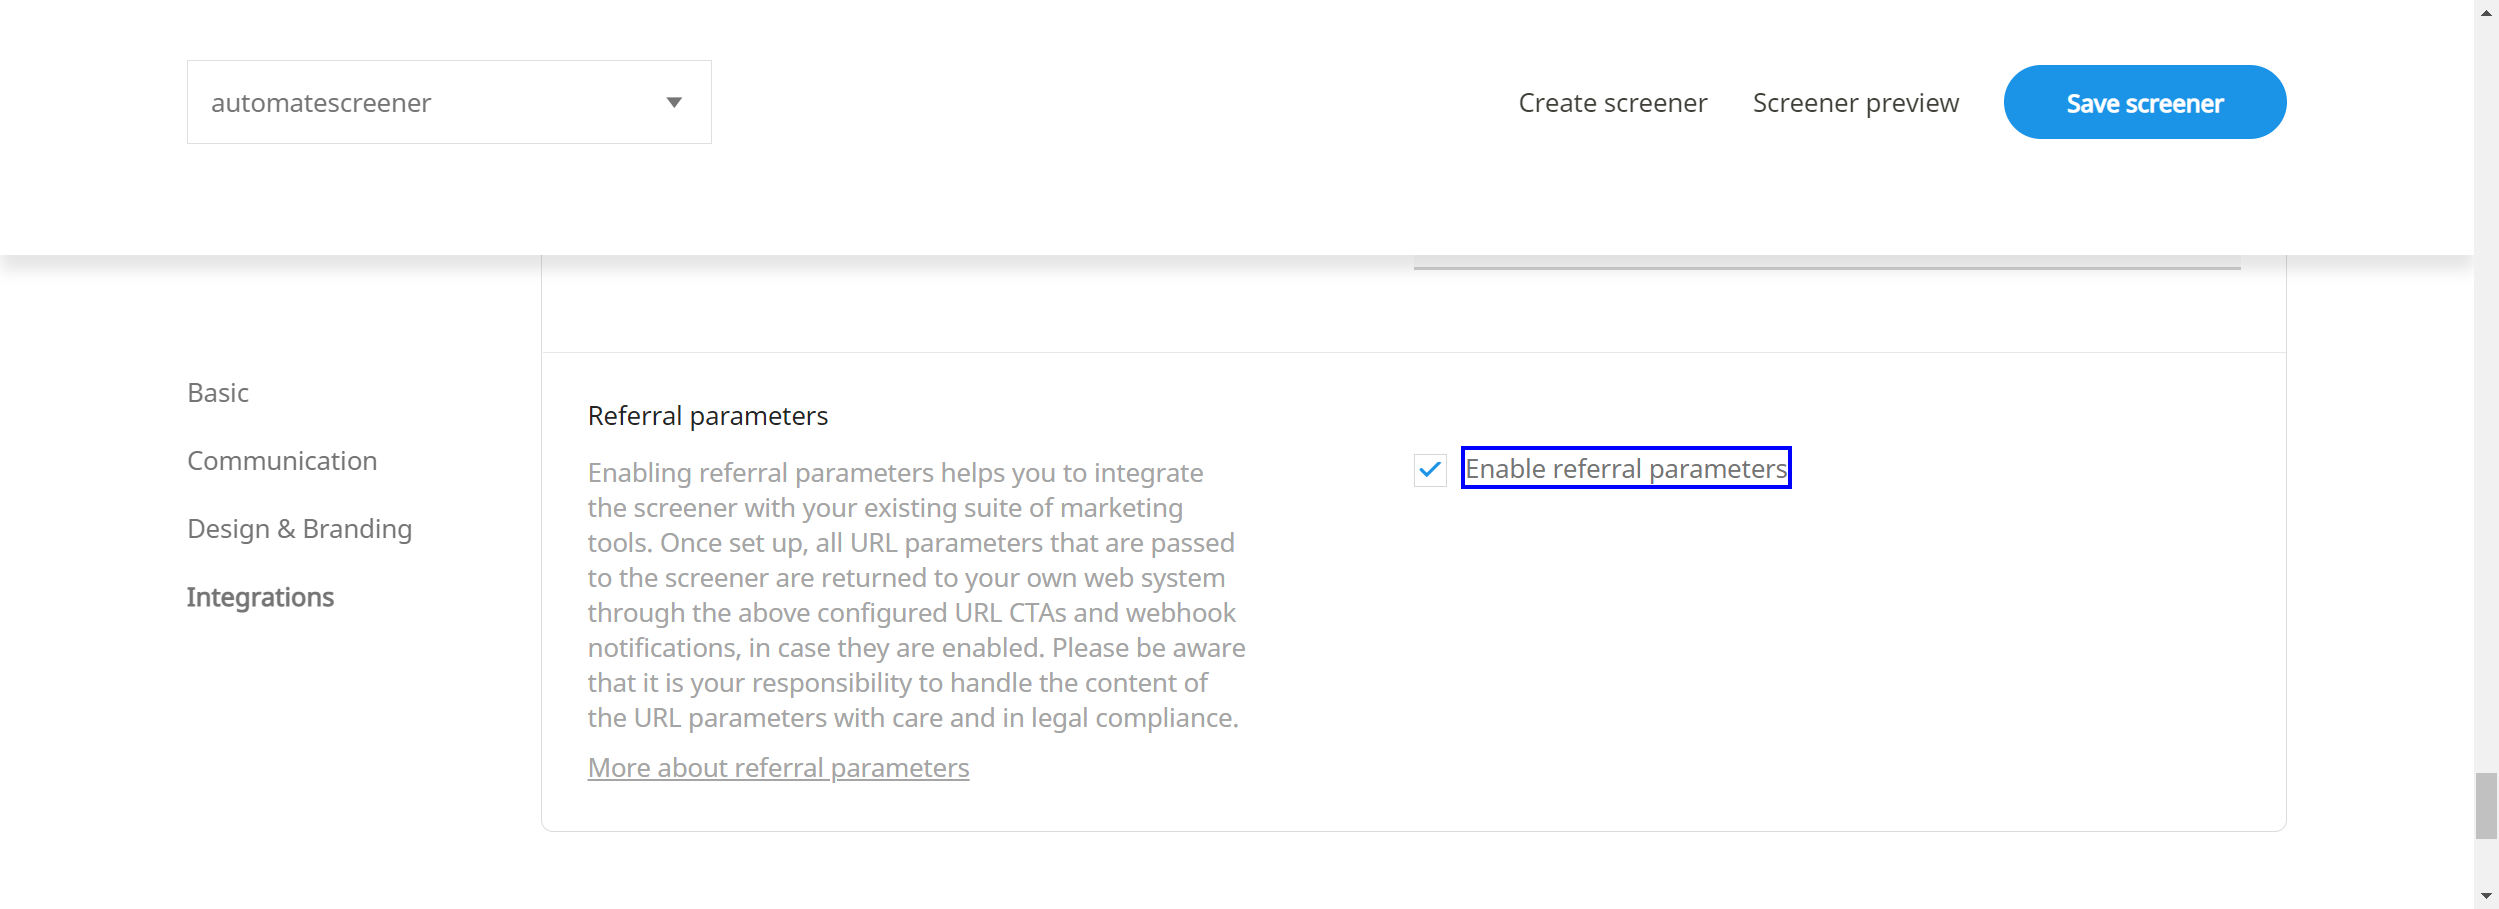 automatescreener
Create screener
Screener preview
Save screener
Basic
Communication
Design & Branding
Integrations
Referral parameters
Enabling referral parameters helps you to integrate
the screener with your existing suite of marketing
tools. Once set up, all URL parameters that are passed
to the screener are returned to your own web system
through the above configured URL CTAs and webhook
notifications, in case they are enabled. Please be aware
that it is your responsibility to handle the content of
the URL parameters with care and in legal compliance.
More about referral parameters
Enable referral parameters